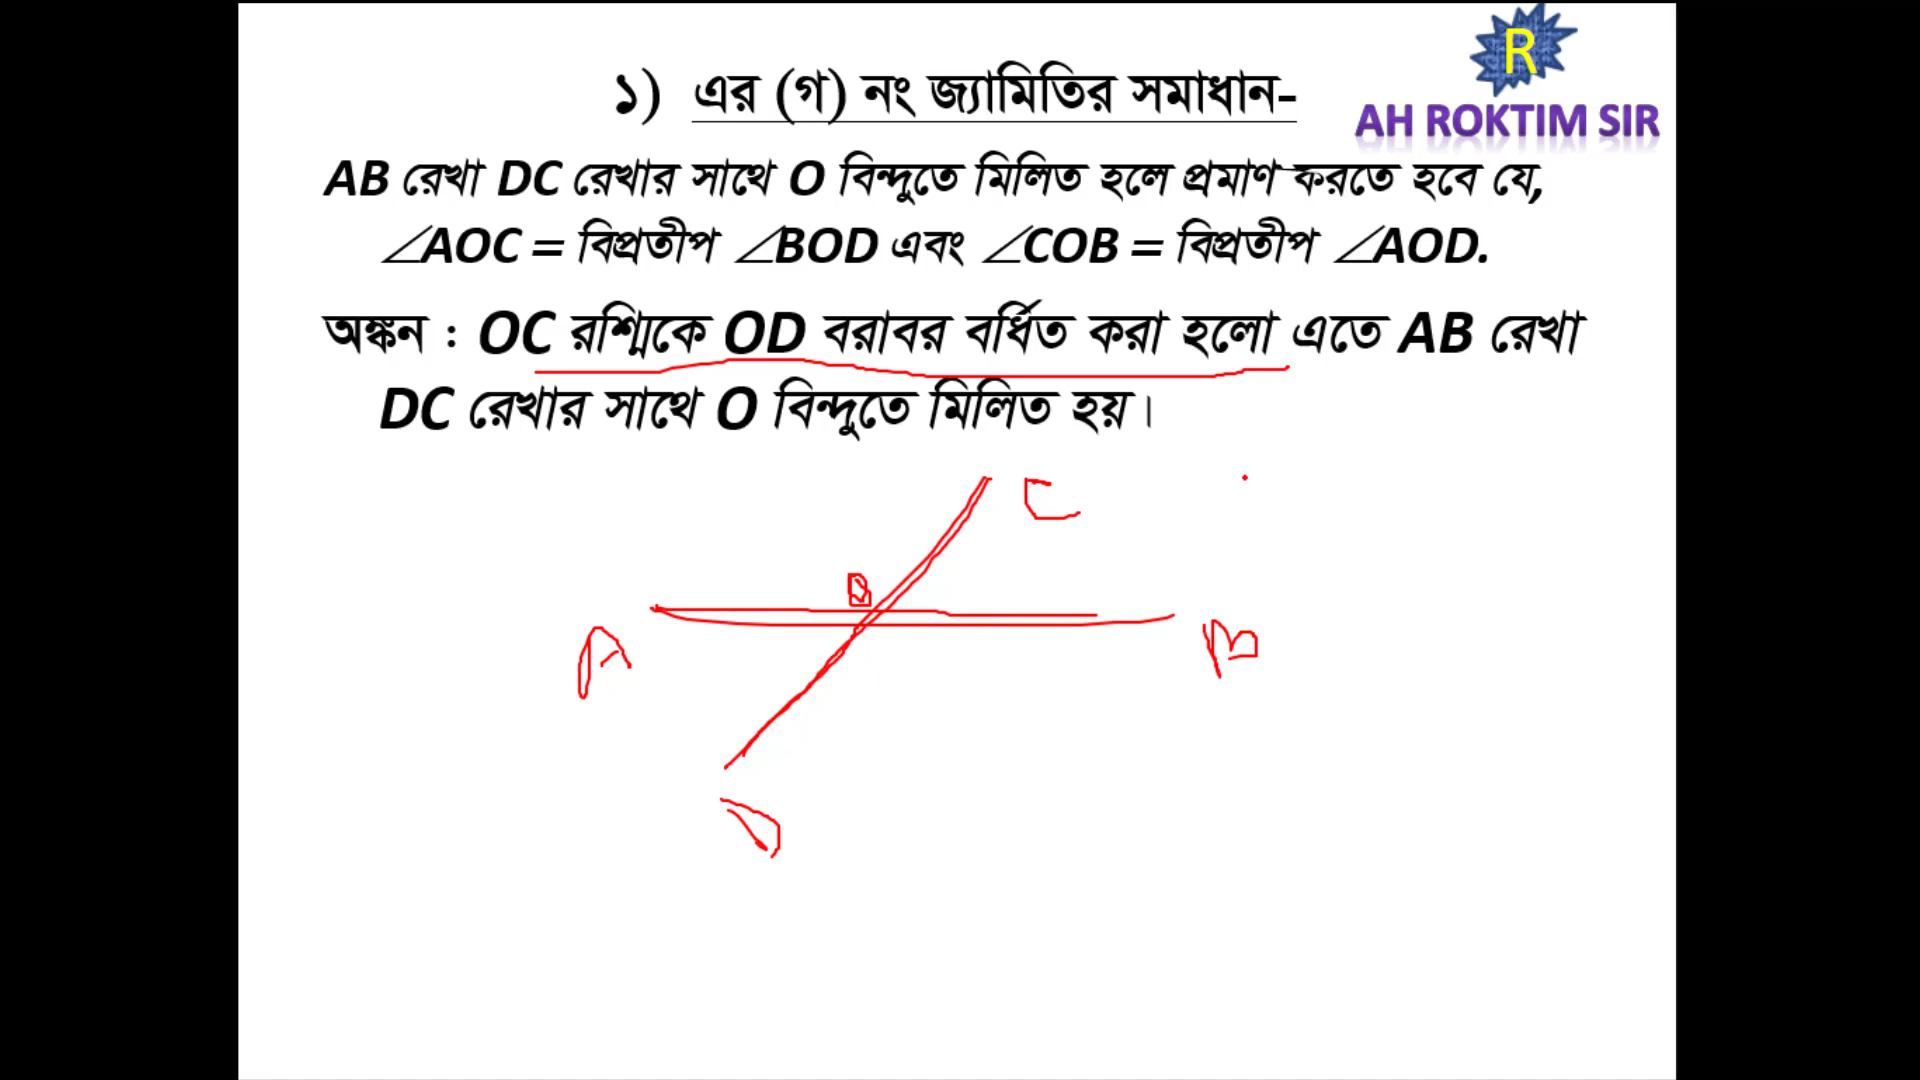 R
১) এর (গ) নং জ্যামিতির সমাধান-
AH ROKTIM SIR
AB রেখা DC রেখার সাথে O বিন্দুতে মিলিত হলে প্রমাণ করতে হবে যে,
∠AOC = বিপ্রতীপ ∠BOD এবং ∠COB = বিপ্রতীপ ∠AOD.
অঙ্কন : OC রশ্মিকে OD বরাবর বর্ধিত করা হলো এতে AB রেখা
DC রেখার সাথে O বিন্দুতে মিলিত হয়।
C
O
A
B
D